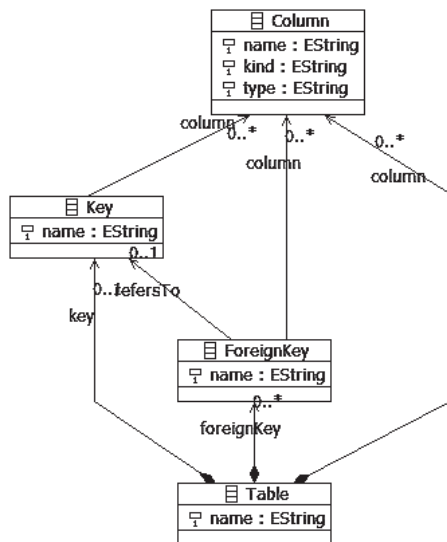 Column
name : EString
kind : EString
type : EString
column
0..*
0..*
0..*
column
column
Key
name : EString
0..1
0..1
refersTo
key
ForeignKey
name : EString
0..*
foreignKey
Table
name : EString